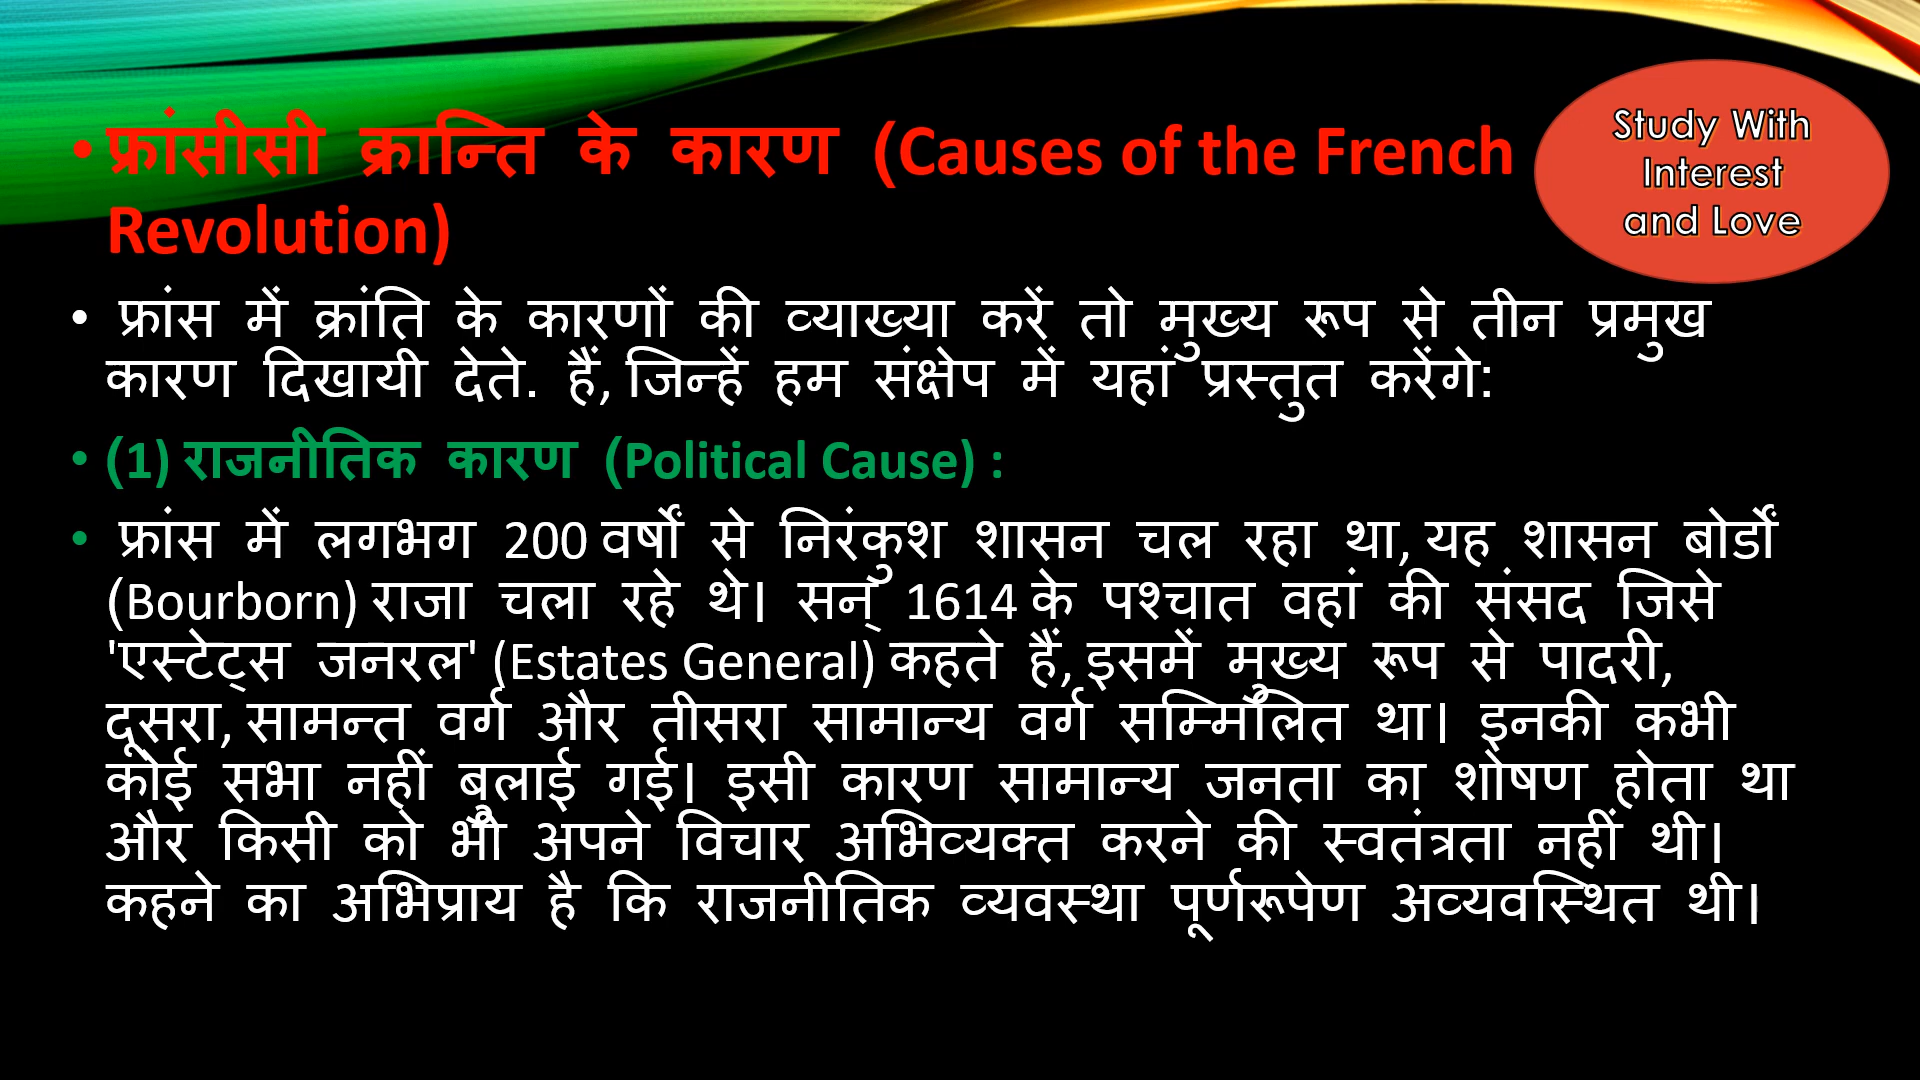 • फ्रांसीसी क्रान्ति के कारण (Causes of the French
Revolution)
Study With
Interest
and Love
• फ्रांस में क्रांति के कारणों की व्याख्या करें तो मुख्य रूप से तीन प्रमुख
कारण दिखायी देते. हैं, जिन्हें हम संक्षेप में यहां प्रस्तुत करेंगे:
• (1) राजनीतिक कारण (Political Cause) :
• फ्रांस में लगभग 200 वर्षों से निरंकुश शासन चल रहा था, यह शासन बोर्डों
(Bourborn) राजा चला रहे थे। सन् 1614 के पश्चात वहां की संसद जिसे
'एस्टेट्स जनरल' (Estates General) कहते हैं, इसमें मुख्य रूप से पादरी,
दूसरा, सामन्त वर्ग और तीसरा सामान्य वर्ग सम्मिलित था। इनकी कभी
कोई सभा नहीं बुलाई गई। इसी कारण सामान्य जनता का शोषण होता था
और किसी को भी अपने विचार अभिव्यक्त करने की स्वतंत्रता नहीं थी।
कहने का अभिप्राय है कि राजनीतिक व्यवस्था पूर्णरूपेण अव्यवस्थित थी।